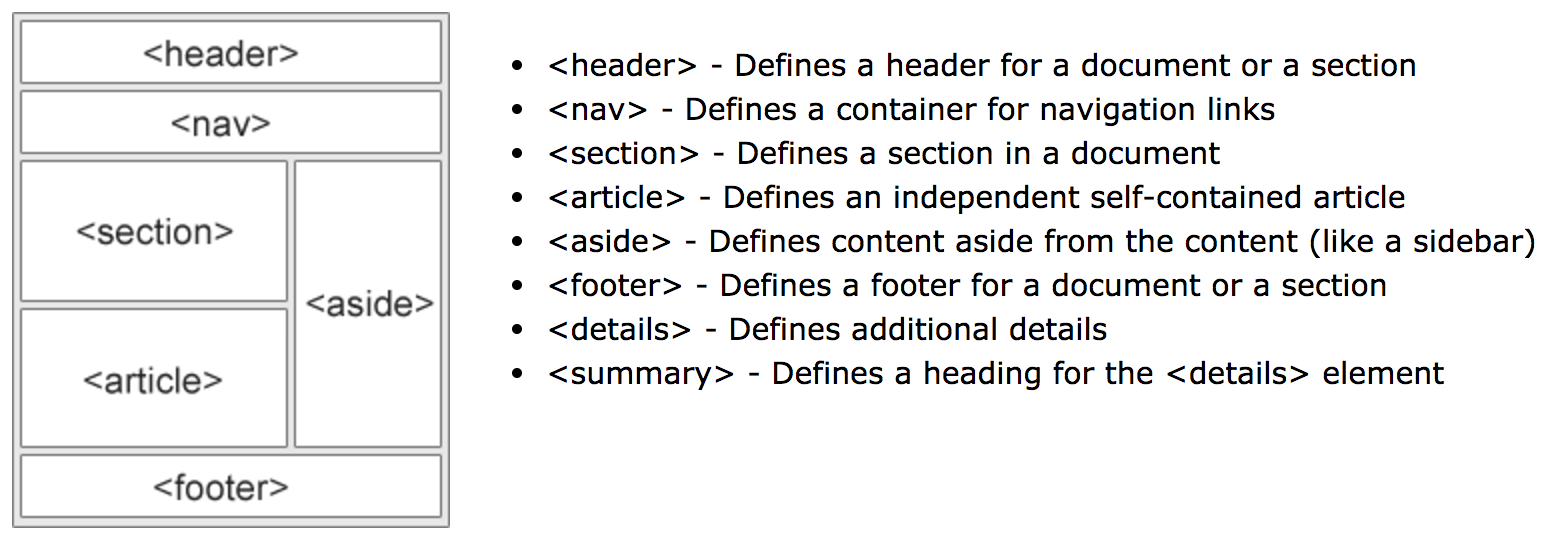 <header>
<nav>
<section>
<aside>
<article>
<footer>
• <header> - Defines a header for a document or a section
• <nav> - Defines a container for navigation links
• <section> - Defines a section in a document
• <article> - Defines an independent self-contained article
• <aside> - Defines content aside from the content (like a sidebar)
• <footer> - Defines a footer for a document or a section
• <details> - Defines additional details
• <summary> - Defines a heading for the <details> element